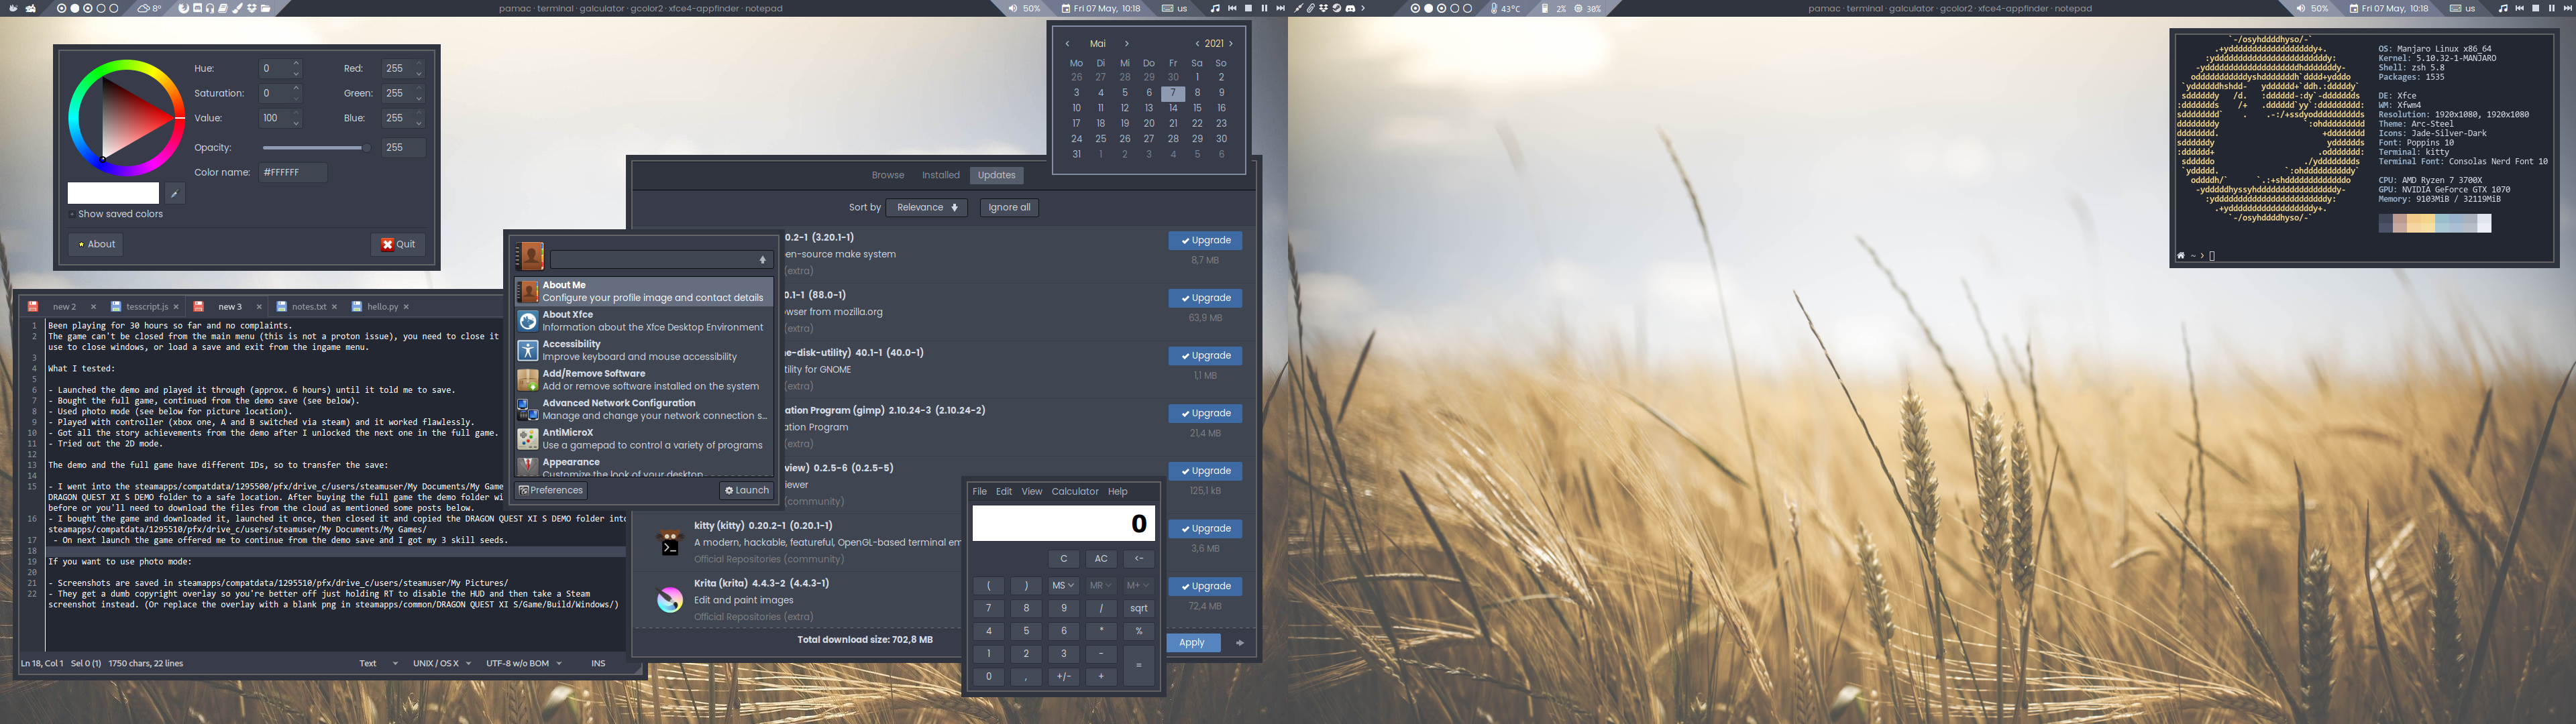 8°
pamac · terminal · galculator · gcolor2 · xfce4-appfinder · notepad
50%
Fri 07 May, 10:18
us
43°C
2%
30%
pamac · terminal · galculator · gcolor2 · xfce4-appfinder · notepad
50%
Fri 07 May, 10:18
us
Hue: 0 Red: 255
Saturation: 0 Green: 255
Value: 100 Blue: 255
Opacity: 255
Color name: #FFFFFF
Show saved colors
About Quit
Mai 2021
Mo Di Mi Do Fr Sa So
26 27 28 29 30 1 2
3 4 5 6 7 8 9
10 11 12 13 14 15 16
17 18 19 20 21 22 23
24 25 26 27 28 29 30
31 1 2 3 4 5 6
new 2 tesscript.js new 3 notes.txt hello.py
1 Been playing for 30 hours so far and no complaints.
2 The game can't be closed from the main menu (this is not a proton issue), you need to close it
use to close windows, or load a save and exit from the ingame menu.
3
4 What I tested:
5
6 - Launched the demo and played it through (approx. 6 hours) until it told me to save.
7 - Bought the full game, continued from the demo save (see below).
8 - Used photo mode (see below for picture location).
9 - Played with controller (xbox one, A and B switched via steam) and it worked flawlessly.
10 - Got all the story achievements from the demo after I unlocked the next one in the full game.
11 - Tried out the 2D mode.
12
13 The demo and the full game have different IDs, so to transfer the save:
14
15 - I went into the steamapps/compatdata/1295500/pfx/drive_c/users/steamuser/My Documents/My Game
DRAGON QUEST XI S DEMO folder to a safe location. After buying the full game the demo folder wi
before or you'll need to download the files from the cloud as mentioned some posts below.
16 - I bought the game and downloaded it, launched it once, then closed it and copied the DRAGON QUEST XI S DEMO folder into
steamapps/compatdata/1295510/pfx/drive_c/users/steamuser/My Documents/My Games/
17 - On next launch the game offered me to continue from the demo save and I got my 3 skill seeds.
18
19 If you want to use photo mode:
20
21 - Screenshots are saved in steamapps/compatdata/1295510/pfx/drive_c/users/steamuser/My Pictures/
22 - They get a dumb copyright overlay so you're better off just holding RT to disable the HUD and then take a Steam
screenshot instead. (Or replace the overlay with a blank png in steamapps/common/DRAGON QUEST XI S/Game/Build/Windows/)
Ln 18, Col 1 Sel 0 (1) 1750 chars, 22 lines Text UNIX / OS X UTF-8 w/o BOM INS
About Me
Configure your profile image and contact details
About Xfce
Information about the Xfce Desktop Environment
Accessibility
Improve keyboard and mouse accessibility
Add/Remove Software
Add or remove software installed on the system
Advanced Network Configuration
Manage and change your network connection s...
AntiMicroX
Use a gamepad to control a variety of programs
Appearance
Customize the look of your desktop
Preferences Launch
Browse Installed Updates
Sort by Relevance Ignore all
0.2-1 (3.20.1-1) Upgrade
en-source make system 8,7 MB
(extra)
0.1-1 (88.0-1) Upgrade
owser from mozilla.org 63,9 MB
(extra)
e-disk-utility) 40.1-1 (40.0-1) Upgrade
tility for GNOME 1,1 MB
(extra)
ation Program (gimp) 2.10.24-3 (2.10.24-2) Upgrade
ation Program 21,4 MB
(extra)
view) 0.2.5-6 (0.2.5-5) Upgrade
iewer 125,1 kB
(community)
kitty (kitty) 0.20.2-1 (0.20.1-1) Upgrade
A modern, hackable, featureful, OpenGL-based terminal em 3,6 MB
Official Repositories (community)
Krita (krita) 4.4.3-2 (4.4.3-1) Upgrade
Edit and paint images 72,4 MB
Official Repositories (extra)
Total download size: 702,8 MB Apply
File Edit View Calculator Help
0
C AC <-
( ) MS MR M+
7 8 9 / sqrt
4 5 6 * %
1 2 3 - =
0 , +/- +
OS: Manjaro Linux x86_64
Kernel: 5.10.32-1-MANJARO
Shell: zsh 5.8
Packages: 1535
DE: Xfce
WM: Xfwm4
Resolution: 1920x1080, 1920x1080
Theme: Arc-Steel
Icons: Jade-Silver-Dark
Font: Poppins 10
Terminal: kitty
Terminal Font: Consolas Nerd Font 10
CPU: AMD Ryzen 7 3700X
GPU: NVIDIA GeForce GTX 1070
Memory: 9103MiB / 32119MiB
~ ›